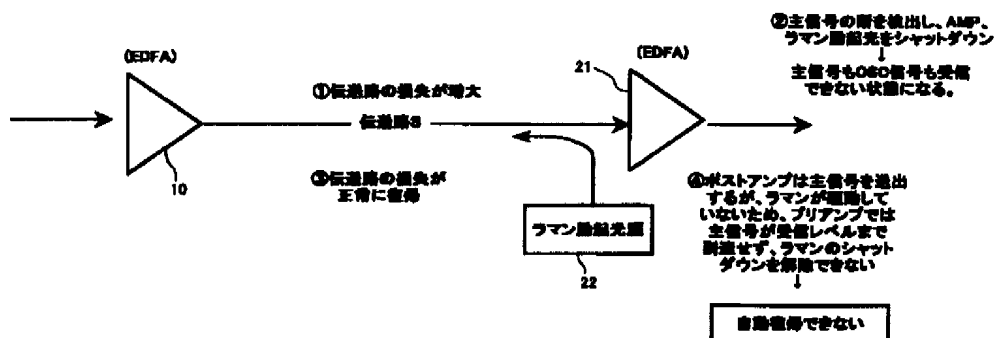 (EDFA)
10
①伝送路の損失が増大
伝送路S
③伝送路の損失が
正常に復帰
(EDFA)
21
ラマン励起光源
22
②主信号の断を検出し、AMP、
ラマン励起光をシャットダウン
↓
主信号もOSC信号も受信
できない状態になる。
④ポストアンプは主信号を送出
するが、ラマンが駆動して
いないため、プリアンプでは
主信号が受信レベルまで
到達せず、ラマンのシャット
ダウンを解除できない
↓
自動復帰できない